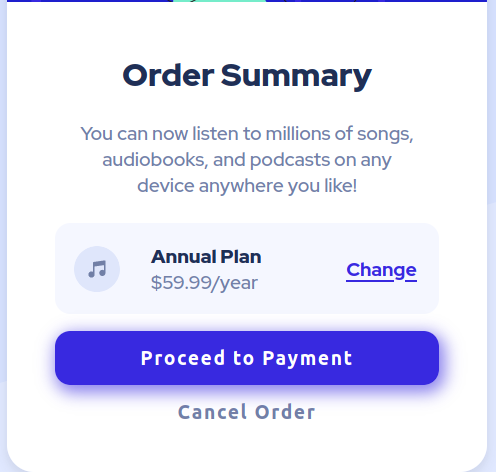 Order Summary
You can now listen to millions of songs,
audiobooks, and podcasts on any
device anywhere you like!
Annual Plan
$59.99/year
Change
Proceed to Payment
Cancel Order